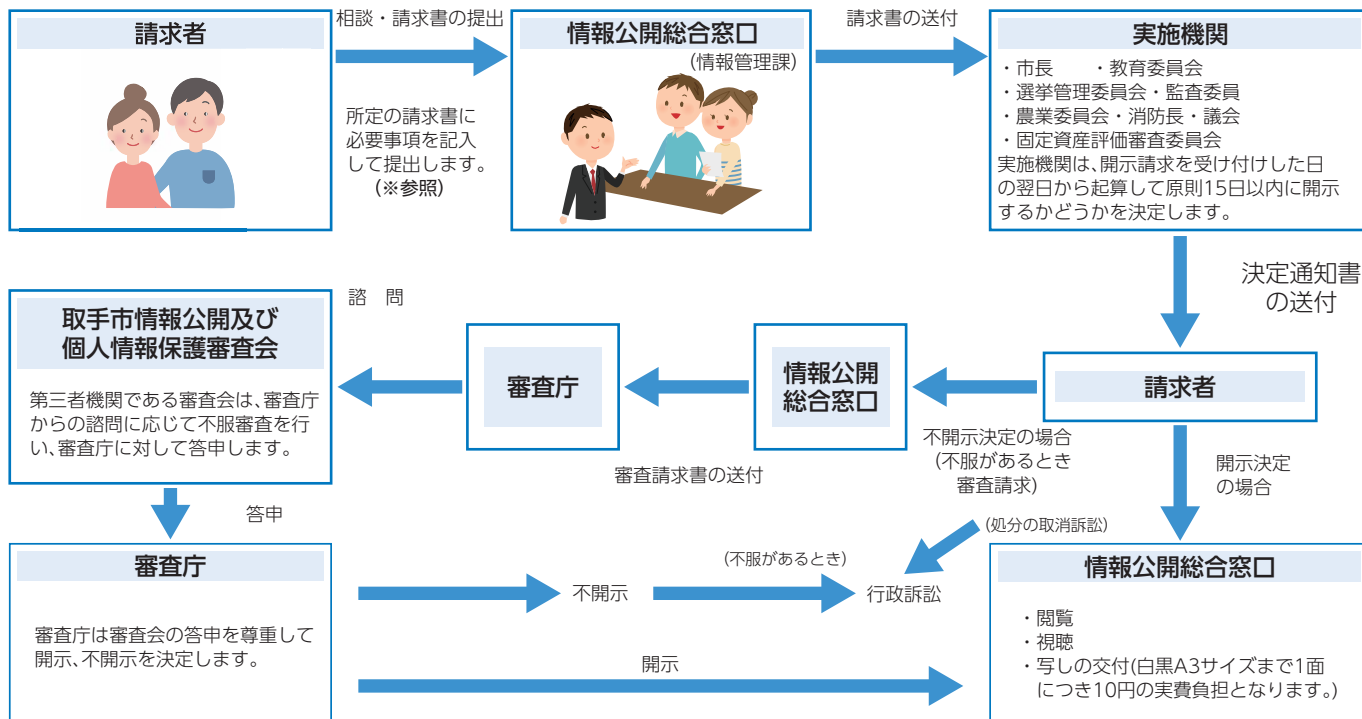 請求者
相談・請求書の提出
所定の請求書に
必要事項を記入
して提出します。
(※参照)
情報公開総合窓口
(情報管理課)
請求書の送付
実施機関
・市長　・教育委員会
・選挙管理委員会・監査委員
・農業委員会・消防長・議会
・固定資産評価審査委員会
実施機関は、開示請求を受け付けした日
の翌日から起算して原則15日以内に開示
するかどうかを決定します。
決定通知書
の送付
請求者
不開示決定の場合
(不服があるとき
審査請求)
開示決定
の場合
情報公開
総合窓口
審査請求書の送付
審査庁
諮　問
取手市情報公開及び
個人情報保護審査会
第三者機関である審査会は、審査庁
からの諮問に応じて不服審査を行
い、審査庁に対して答申します。
答申
審査庁
審査庁は審査会の答申を尊重して
開示、不開示を決定します。
不開示
(不服があるとき)
行政訴訟
(処分の取消訴訟)
開示
情報公開総合窓口
・閲覧
・視聴
・写しの交付(白黒A3サイズまで1面
につき10円の実費負担となります。)